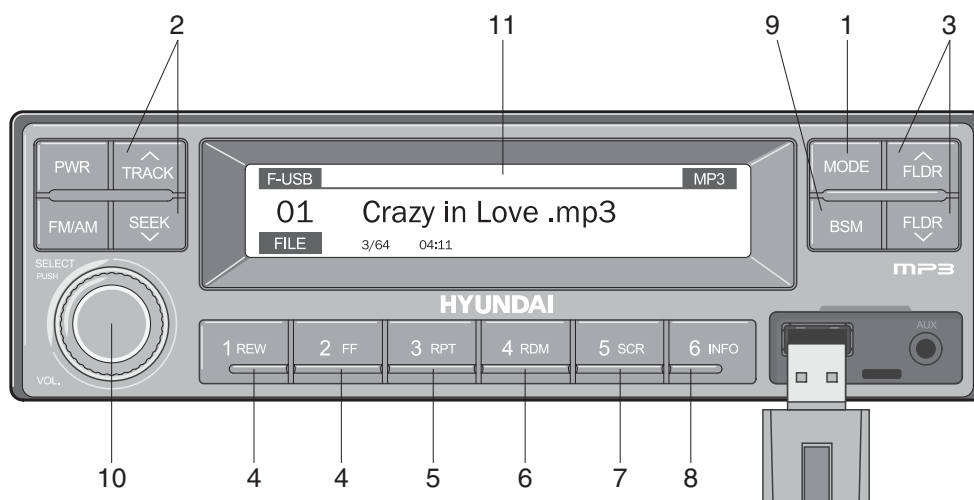 2 11 9 1 3
PWR TRACK MODE FLDR
F-USB MP3
01 Crazy in Love .mp3
FM/AM SEEK BSM FLDR
FILE 3/64 04:11
SELECT
PUSH
MP3
HYUNDAI
AUX
1 REW 2 FF 3 RPT 4 RDM 5 SCR 6 INFO
VOL.
10 4 4 5 6 7 8